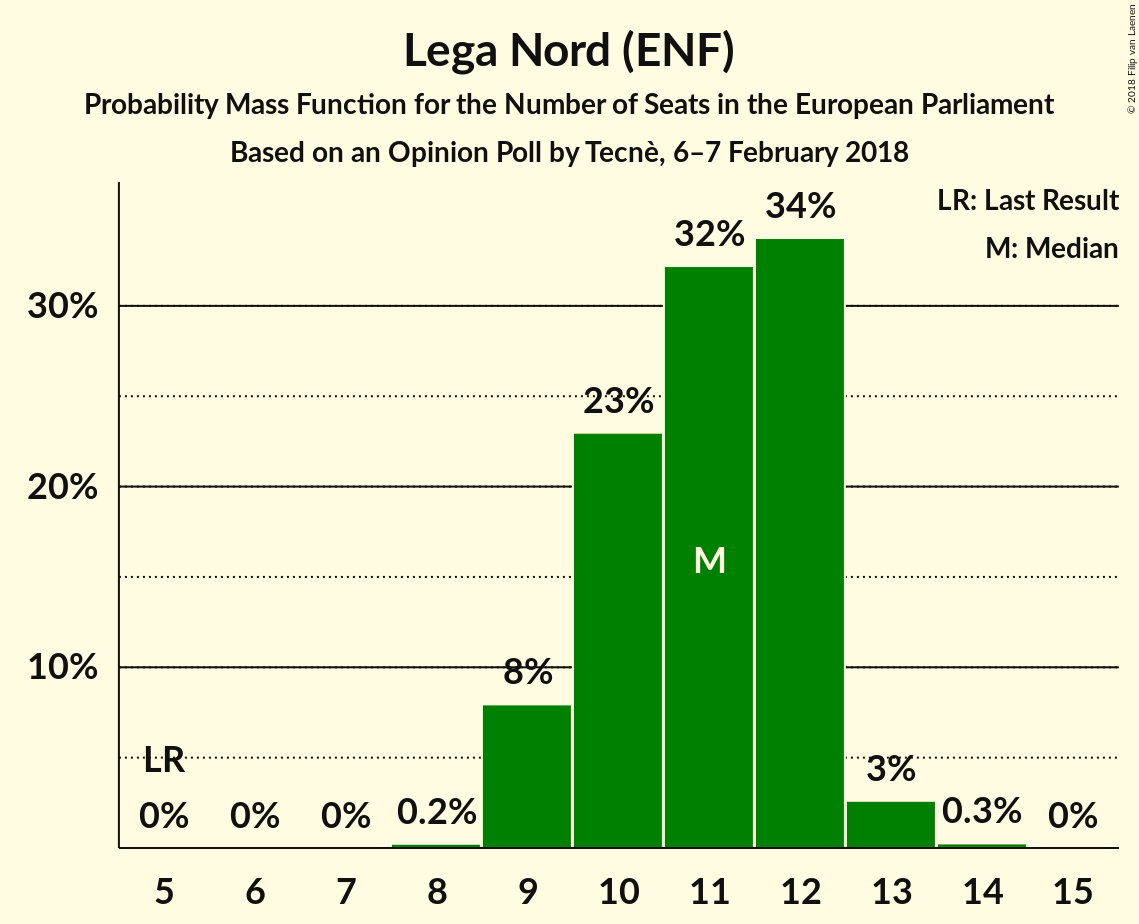 Lega Nord (ENF)
Probability Mass Function for the Number of Seats in the European Parliament
Based on an Opinion Poll by Tecnè, 6–7 February 2018
© 2018 Filip van Laenen
LR: Last Result
M: Median
30%
20%
10%
LR
0%
0%
0%
0.2%
8%
23%
32%
M
34%
3%
0.3%
0%
5 6 7 8 9 10 11 12 13 14 15